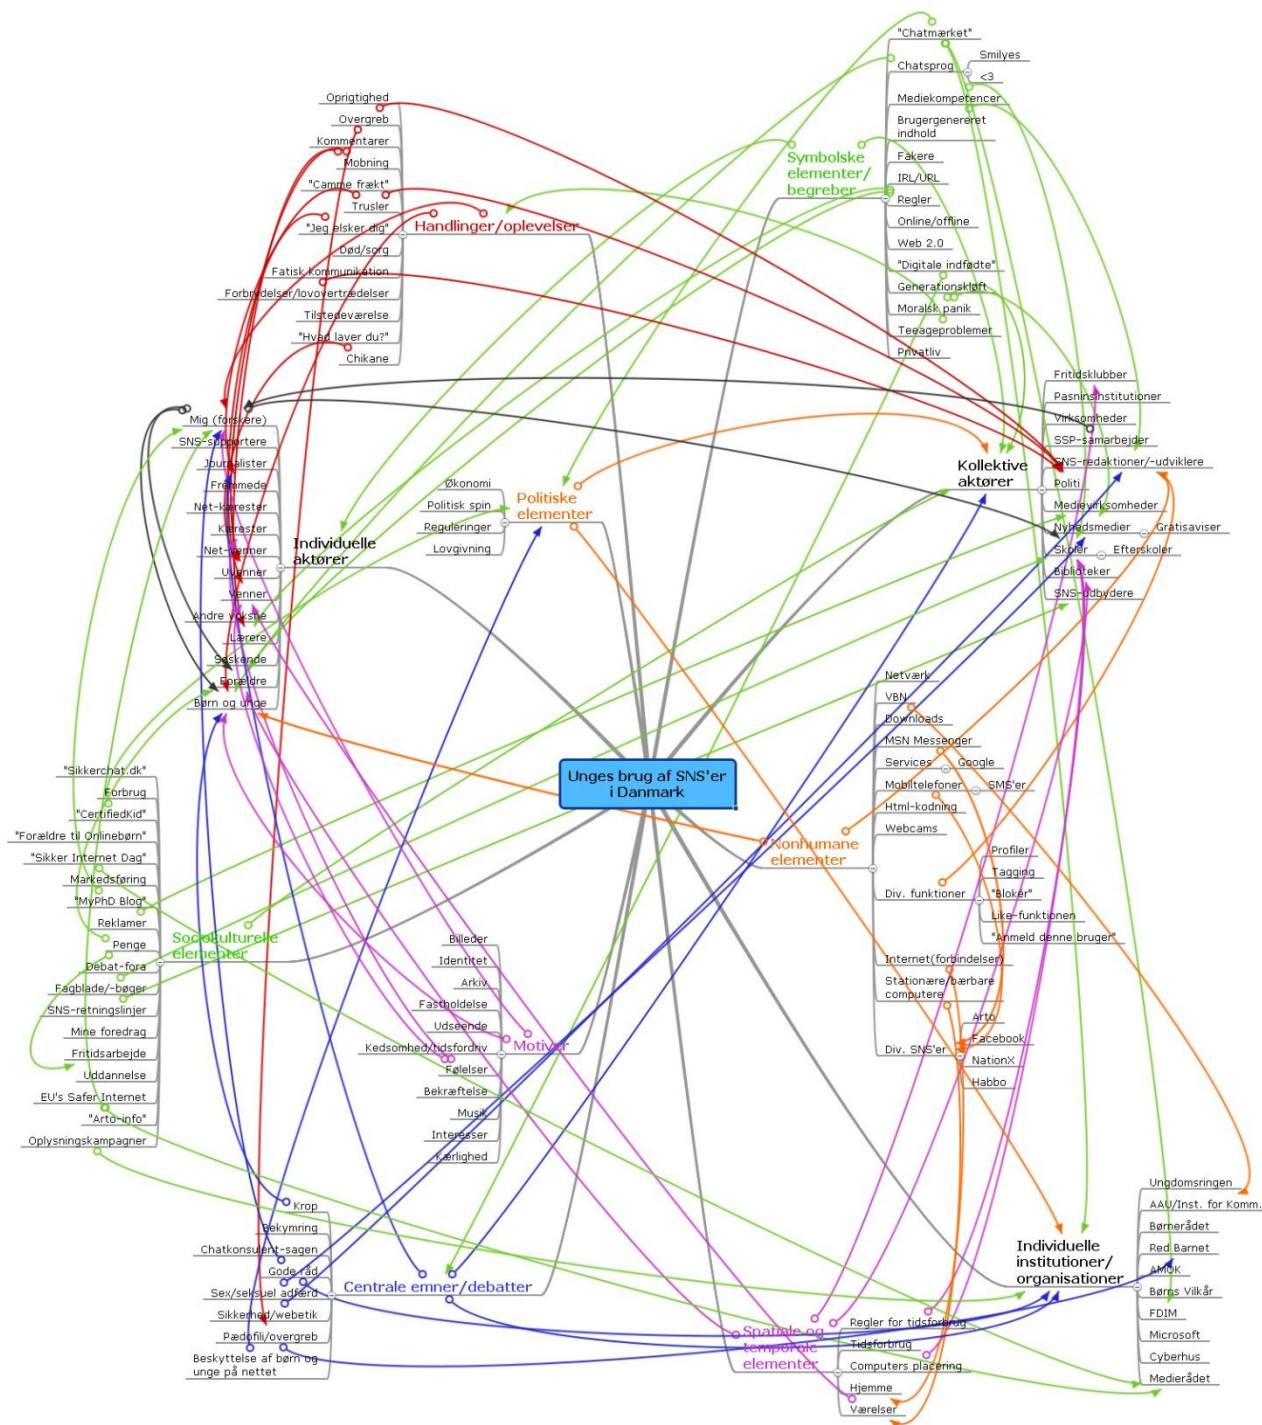 "Chatmærket"
Chatsprog
Smilyes
<3
Mediekompetencer
Brugergenereret
indhold
Fakere
IRL/URL
Regler
Online/offline
Web 2.0
"Digitale indfødte"
Generationskløft
Moralsk panik
Teeageproblemer
Privatliv
Symbolske
elementer/
begreber
Oprigtighed
Overgreb
Kommentarer
Mobning
"Camme frækt"
Trusler
"Jeg elsker dig"
Død/sorg
Fatisk kommunikation
Forbrydelser/lovovertrædelser
Tilstedeværelse
"Hvad laver du?"
Chikane
Handlinger/oplevelser
Fritidsklubber
Pasninsinstitutioner
Virksomheder
SSP-samarbejder
SNS-redaktioner/-udviklere
Politi
Medievirksomheder
Nyhedsmedier
Gratisaviser
Skoler
Efterskoler
Biblioteker
SNS-udbydere
Kollektive
aktører
Mig (forskere)
SNS-supportere
Journalister
Fremmede
Net-kærester
Kærester
Net-venner
Uvenner
Venner
Andre voksne
Lærere
Søskende
Forældre
Børn og unge
Individuelle
aktører
Økonomi
Politisk spin
Reguleringer
Lovgivning
Politiske
elementer
Unges brug af SNS'er
i Danmark
Netværk
VBN
Downloads
MSN Messenger
Services
Google
Mobiltelefoner
SMS'er
Html-kodning
Webcams
Div. funktioner
Profiler
Tagging
"Bloker"
Like-funktionen
"Anmeld denne bruger"
Internet(forbindelser)
Stationære/bærbare
computere
Div. SNS'er
Arto
Facebook
NationX
Habbo
Nonhumane
elementer
"Sikkerchat.dk"
Forbrug
"CertifiedKid"
"Forældre til Onlinebørn"
"Sikker Internet Dag"
Markedsføring
"MyPhD Blog"
Reklamer
Penge
Debat-fora
Fagblade/-bøger
SNS-retningslinjer
Mine foredrag
Fritidsarbejde
Uddannelse
EU's Safer Internet
"Arto-info"
Oplysningskampagner
Sociokulturelle
elementer
Billeder
Identitet
Arkiv
Fastholdelse
Udseende
Kedsomhed/tidsfordriv
Følelser
Bekræftelse
Musik
Interesser
Kærlighed
Motiver
Krop
Bekymring
Chatkonsulent-sagen
Gode råd
Sex/seksuel adfærd
Sikkerhed/webetik
Pædofili/overgreb
Beskyttelse af børn og
unge på nettet
Centrale emner/debatter
Ungdomsringen
AAU/Inst. for Komm.
Børnerådet
Red Barnet
AMOK
Børns Vilkår
FDIM
Microsoft
Cyberhus
Medierådet
Individuelle
institutioner/
organisationer
Regler for tidsforbrug
Tidsforbrug
Computers placering
Hjemme
Værelser
Spatiale og
temporale
elementer